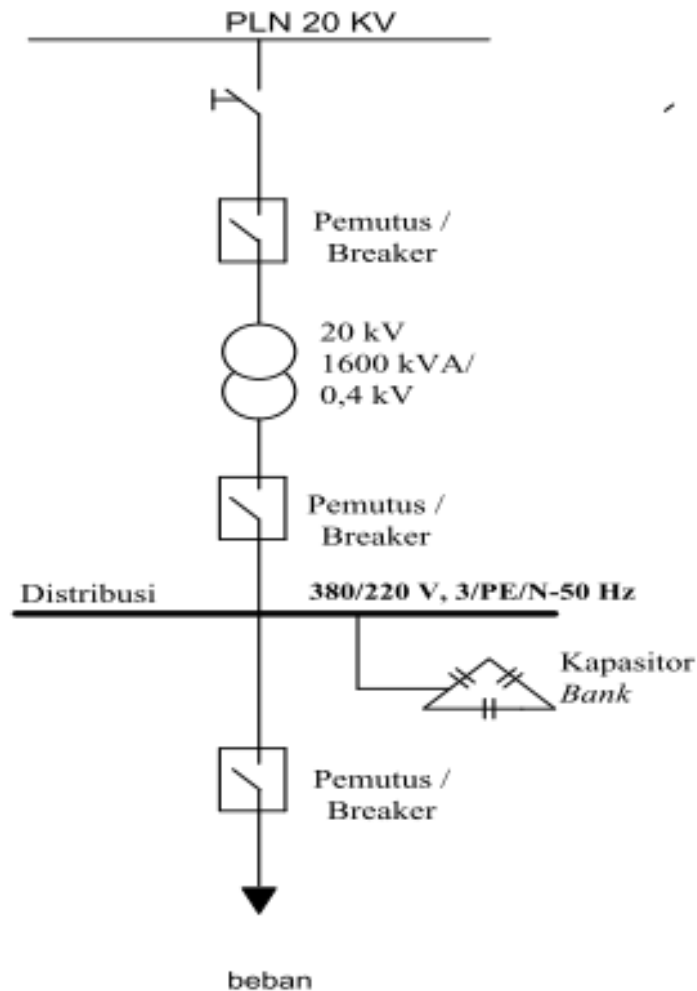 PLN 20 KV
Pemutus /
Breaker
20 kV
1600 kVA/
0,4 kV
Pemutus /
Breaker
Distribusi
380/220 V, 3/PE/N-50 Hz
Kapasitor
Bank
Pemutus /
Breaker
beban